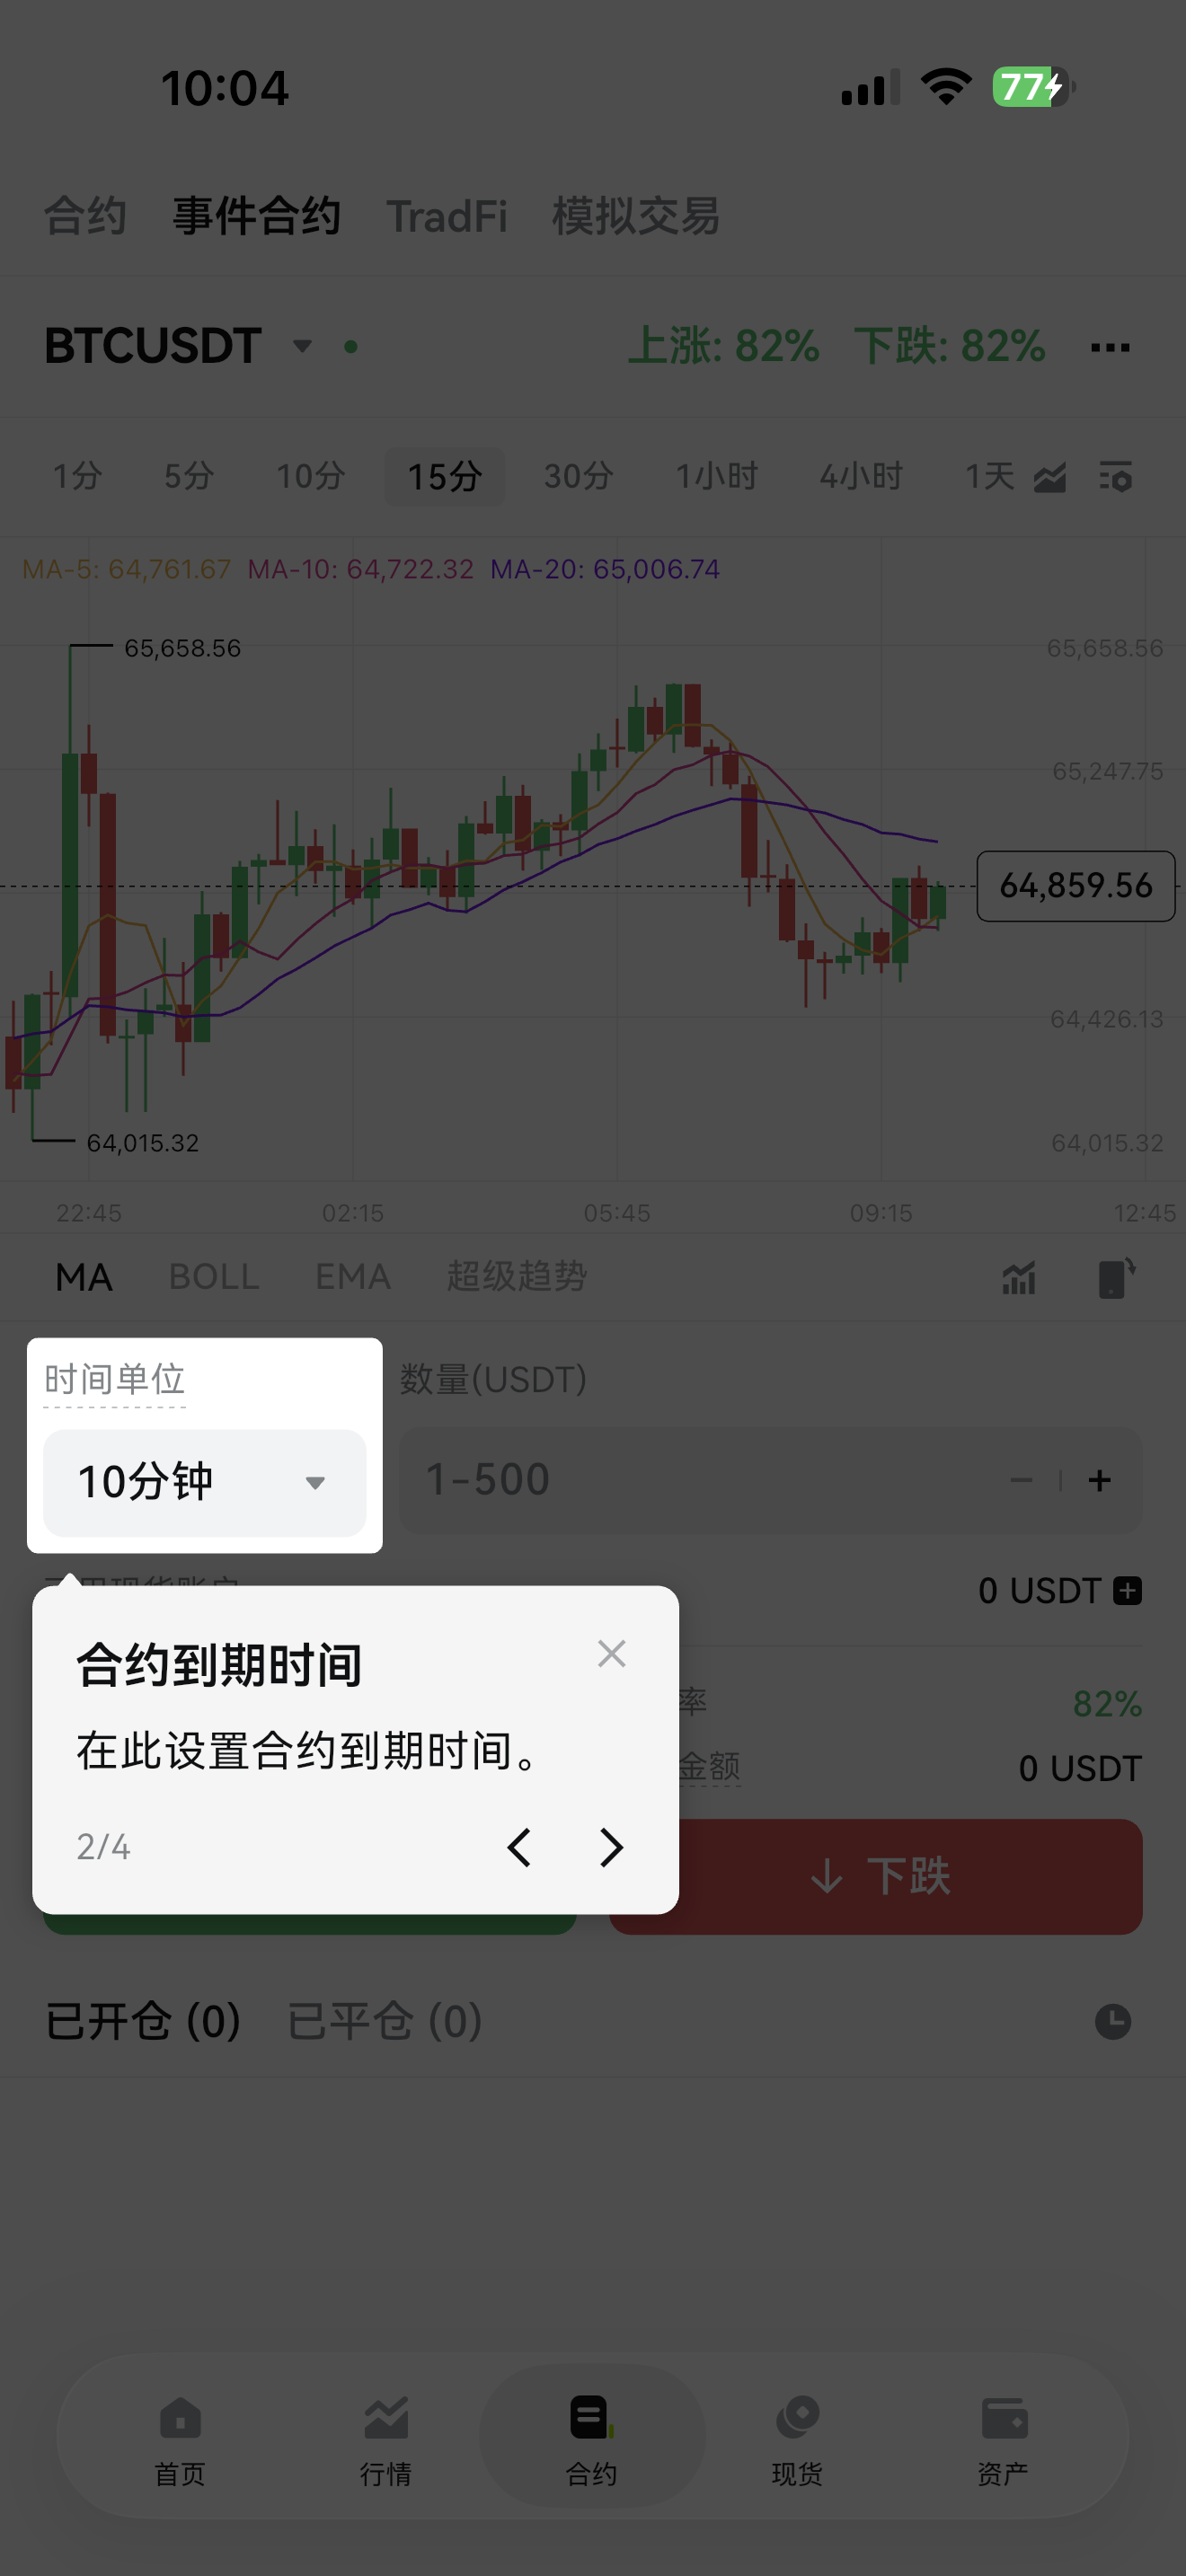 10:04
77
合约 事件合约 TradFi 模拟交易
BTCUSDT 上涨: 82% 下跌: 82%
1分 5分 10分 15分 30分 1小时 4小时 1天
MA-5: 64,761.67 MA-10: 64,722.32 MA-20: 65,006.74
65,658.56 65,658.56
65,247.75
64,859.56
64,426.13
64,015.32 64,015.32
22:45 02:15 05:45 09:15 12:45
MA BOLL EMA 超级趋势
时间单位 数量(USDT)
10分钟 1-500
0 USDT
合约到期时间
率 82%
在此设置合约到期时间。
金额 0 USDT
2/4
下跌
已开仓 (0) 已平仓 (0)
首页 行情 合约 现货 资产